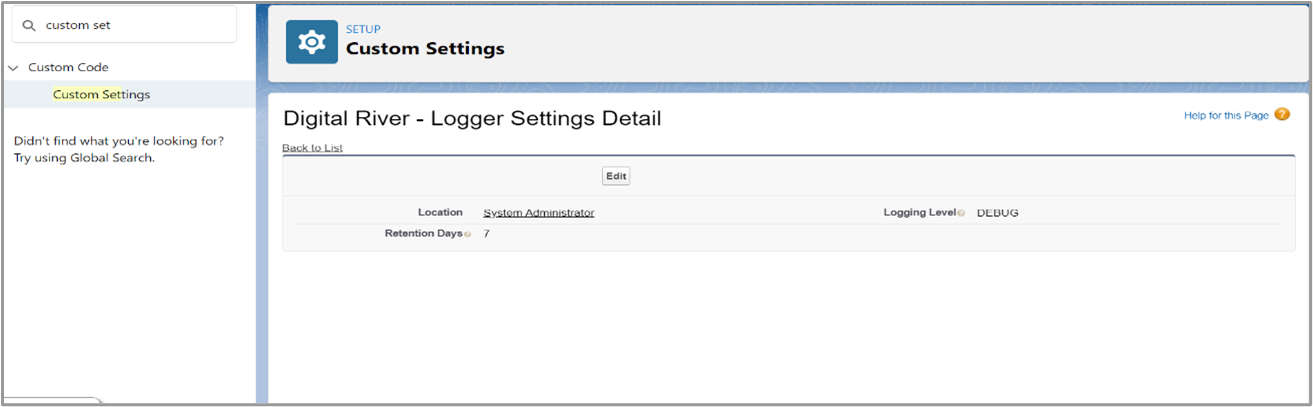 custom set
Custom Code
Custom Settings
Didn't find what you're looking for?
Try using Global Search.
SETUP
Custom Settings
Digital River - Logger Settings Detail
Help for this Page ?
Back to List
Edit
Location System Administrator Logging Level DEBUG
Retention Days 7